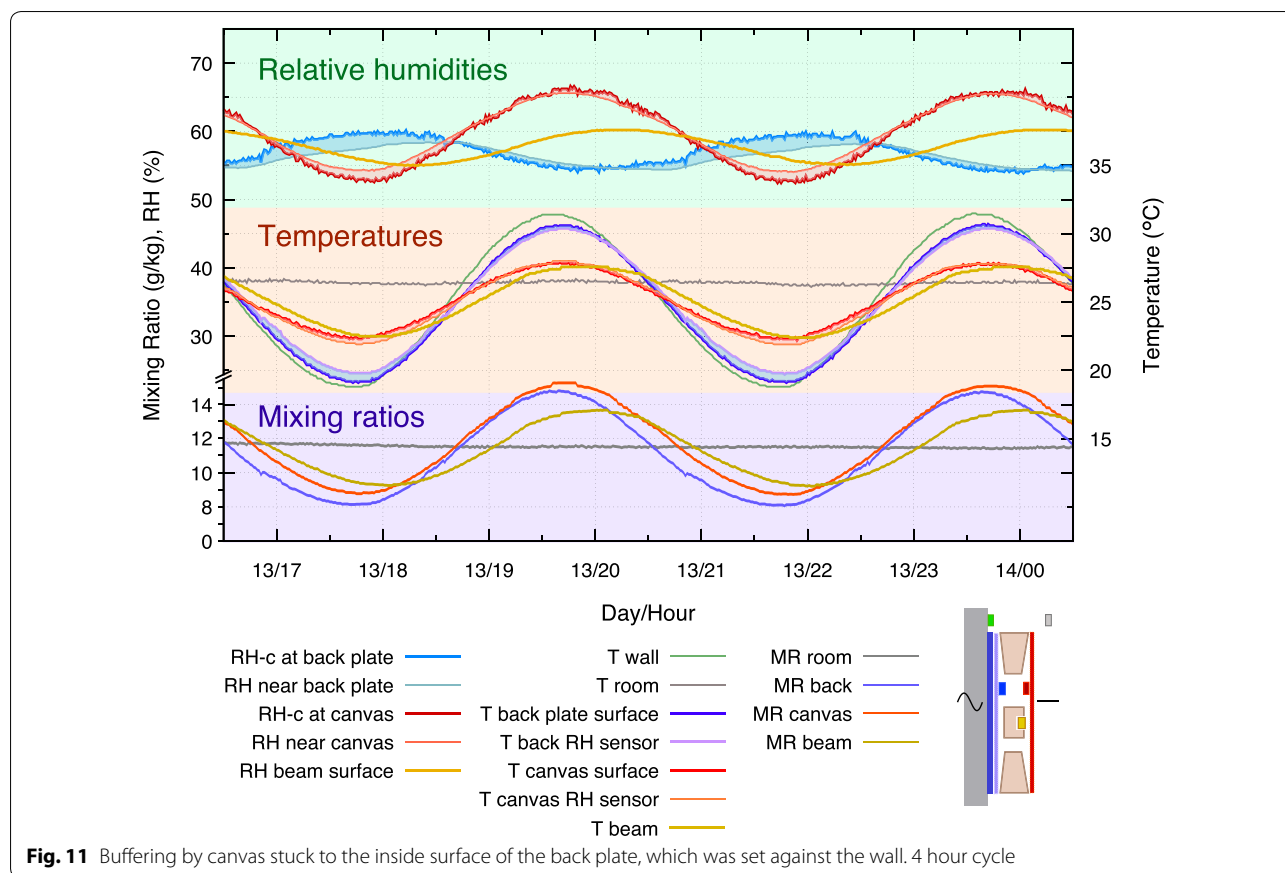 70
Relative humidities
60
50
35
Temperatures
30
40
25
30
20
Mixing ratios
14
12
15
10
8
0
Mixing Ratio (g/kg), RH (%)
Temperature (°C)
13/17 13/18 13/19 13/20 13/21 13/22 13/23 14/00
Day/Hour
RH-c at back plate
RH near back plate
RH-c at canvas
RH near canvas
RH beam surface
T wall
T room
T back plate surface
T back RH sensor
T canvas surface
T canvas RH sensor
T beam
MR room
MR back
MR canvas
MR beam
Fig. 11 Buffering by canvas stuck to the inside surface of the back plate, which was set against the wall. 4 hour cycle